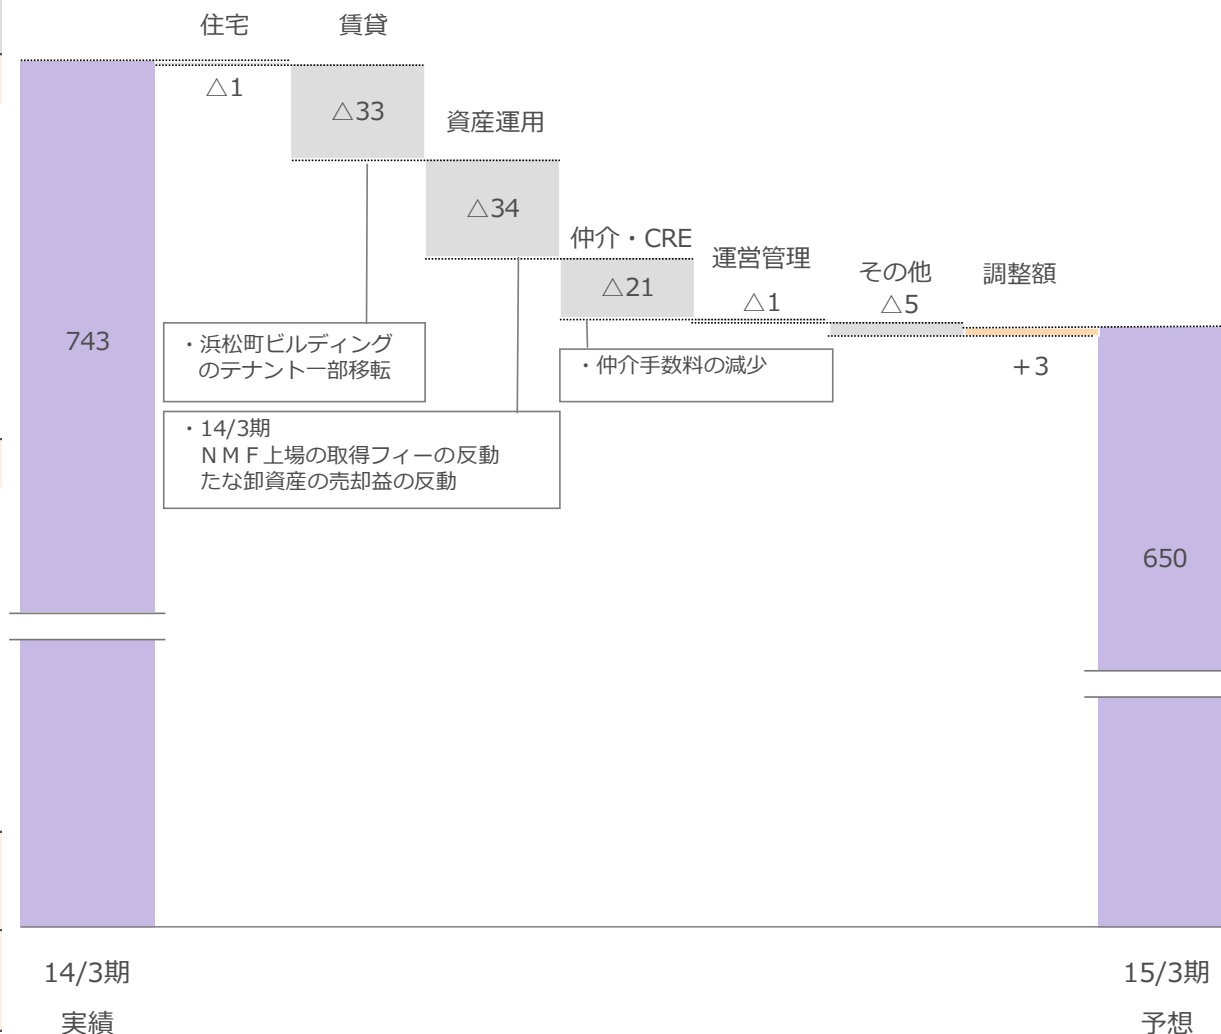 住宅
賃貸
△1
△33
資産運用
△34
仲介・CRE
△21
運営管理
△1
その他
△5
調整額
＋3
743
・浜松町ビルディング
のテナント一部移転
・仲介手数料の減少
・14/3期
ＮＭＦ上場の取得フィーの反動
たな卸資産の売却益の反動
650
14/3期
実績
15/3期
予想